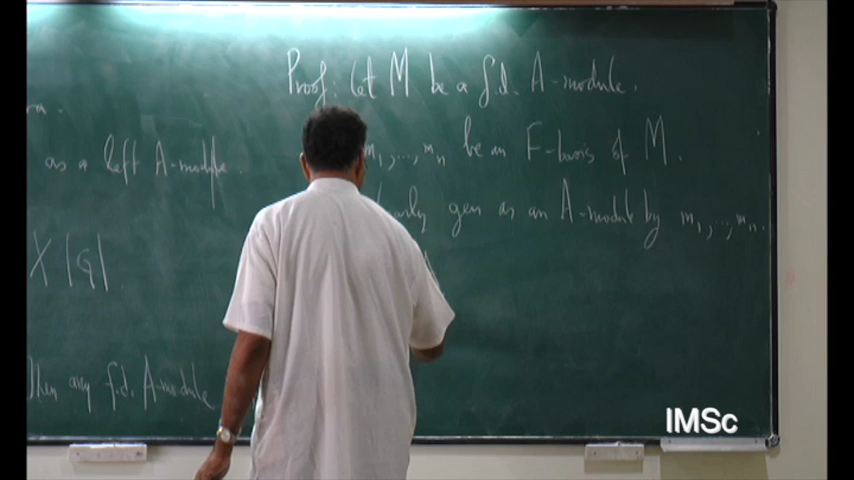 Proof: Let M be a f.d. A-module.
m1,..., mn be an F-basis of M.
gen as an A-module by m1,..., mn.
ra.
as a left A-module.
X |G|
Then any f.d. A-module
IMSc